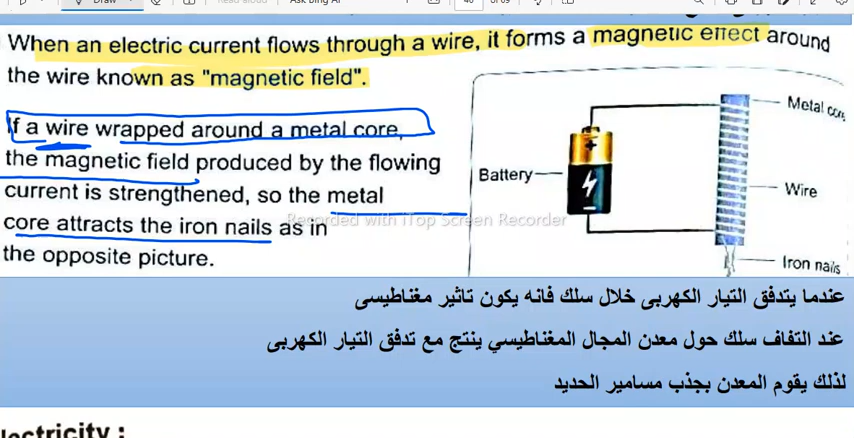 Draw
Read aloud
Ask Bing AI
When an electric current flows through a wire, it forms a magnetic effect around
the wire known as "magnetic field".
If a wire wrapped around a metal core,
the magnetic field produced by the flowing
current is strengthened, so the metal
core attracts the iron nails as in
the opposite picture.
Battery
Metal core
Wire
Iron nails
Recorded with iTop Screen Recorder
عندما يتدفق التيار الكهربى خلال سلك فانه يكون تاثير مغناطيسى
عند التفاف سلك حول معدن المجال المغناطيسي ينتج مع تدفق التيار الكهربى
لذلك يقوم المعدن بجذب مسامير الحديد
lectricity :